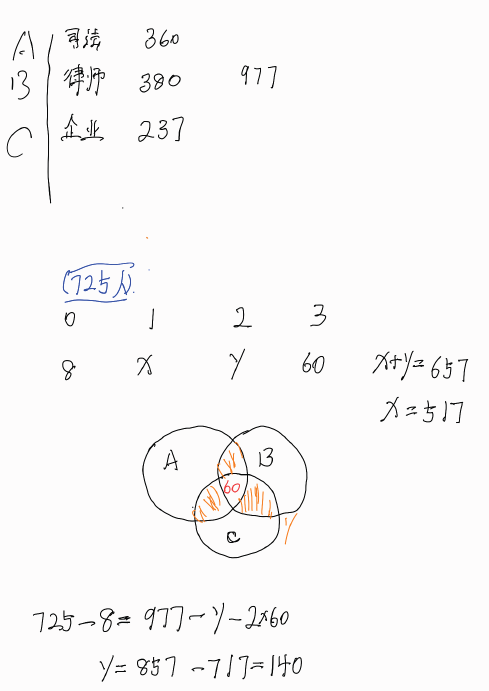 A 司法 360
B 律师 380 977
C 企业 237
(725人)
0 1 2 3
8 x y 60 x+y=657
x=517
A B
60
C y
725-8=977-y-2×60
y=857-717=140